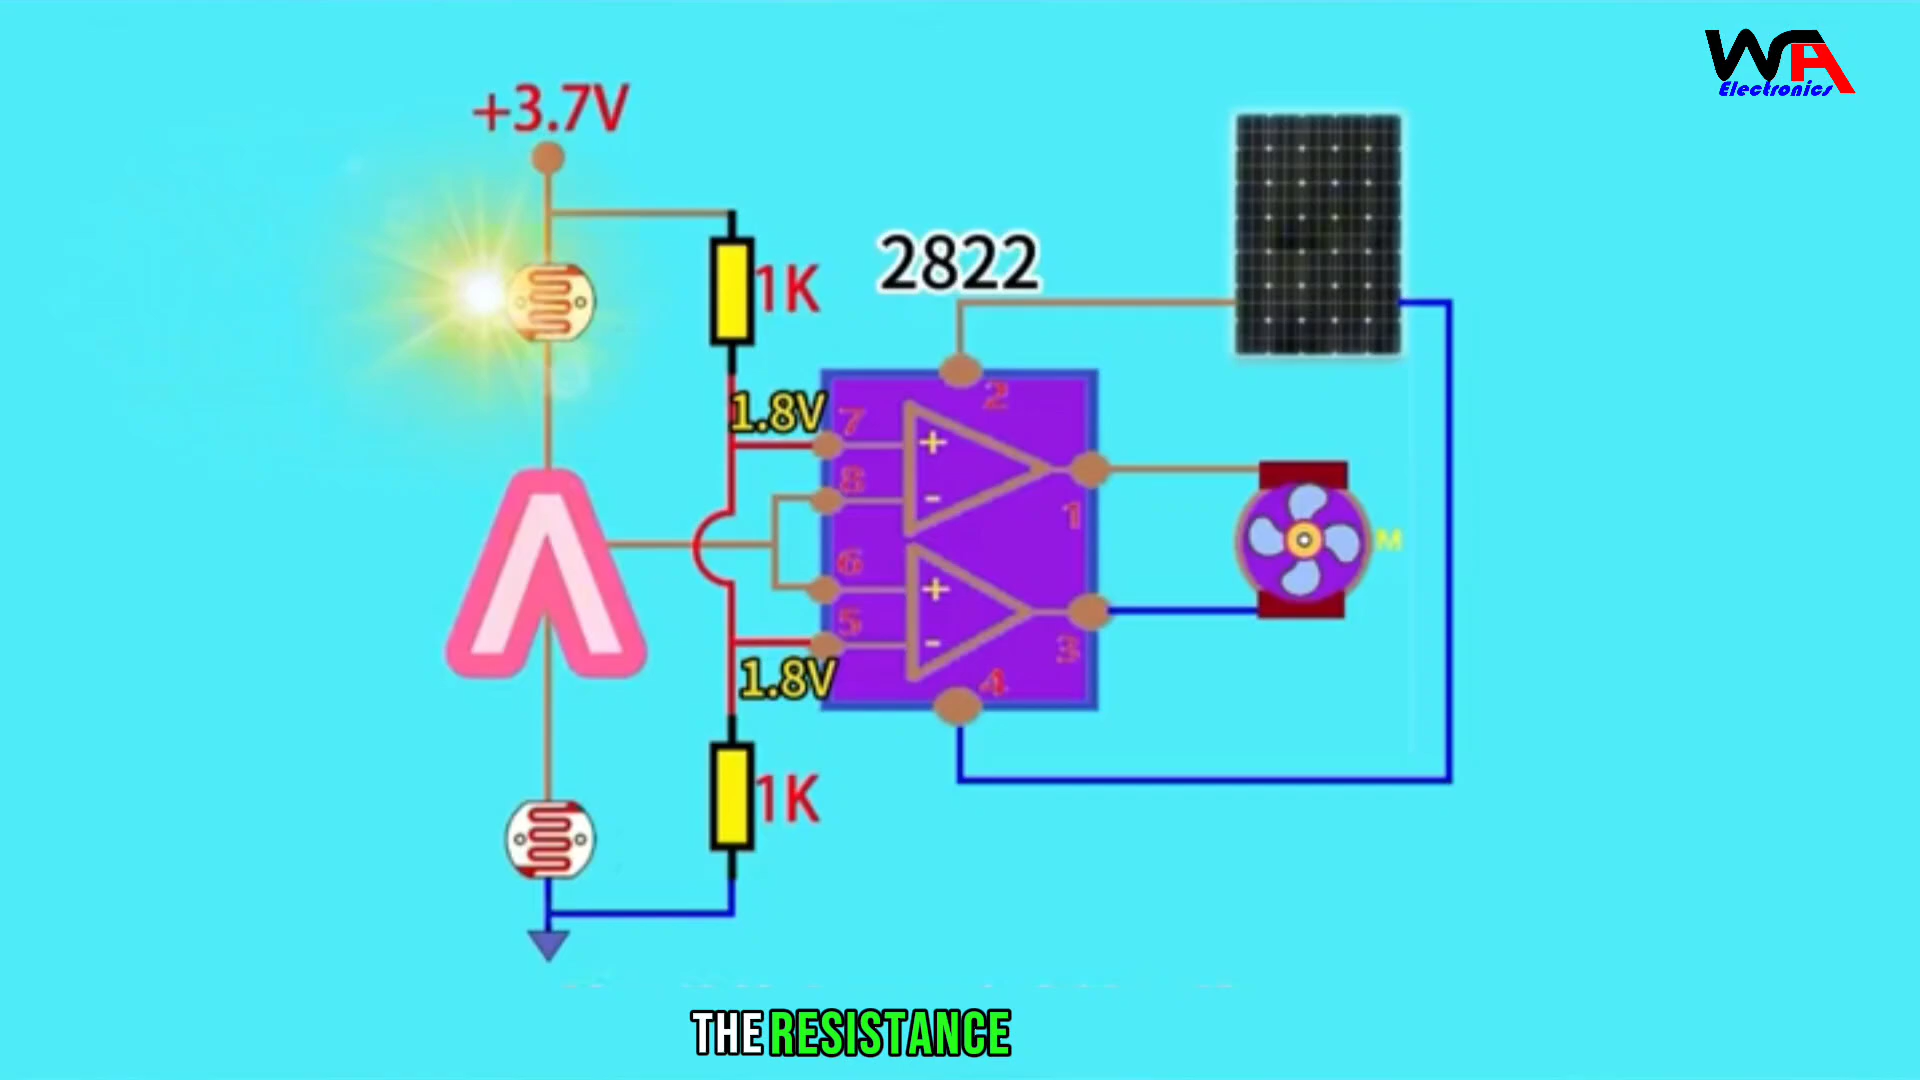 WA
Electronics
+3.7V
1K
2822
1.8V
7
2
+
8
-
1
M
6
+
5
-
3
1.8V
4
1K
THE RESISTANCE